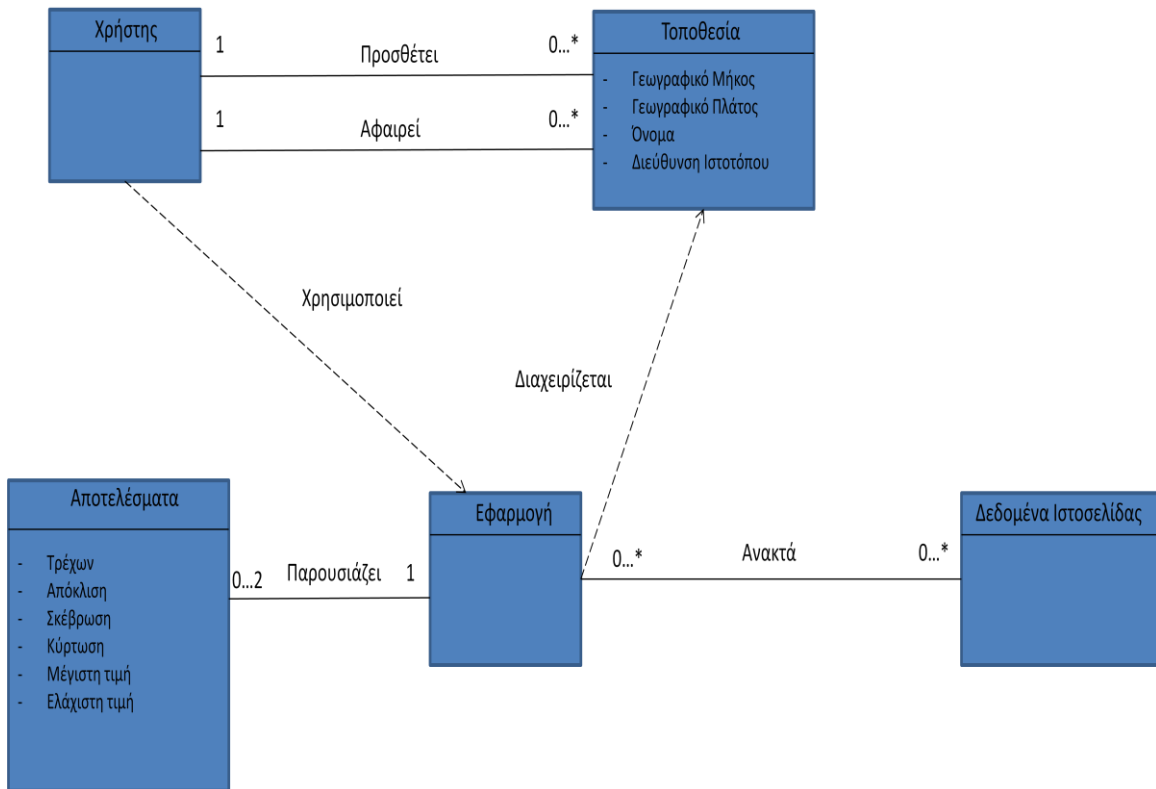 Χρήστης
1
Προσθέτει
0...*
1
Αφαιρεί
0...*
Τοποθεσία
- Γεωγραφικό Μήκος
- Γεωγραφικό Πλάτος
- Όνομα
- Διεύθυνση Ιστοτόπου
Χρησιμοποιεί
Διαχειρίζεται
Αποτελέσματα
- Τρέχων
- Απόκλιση
- Σκέβρωση
- Κύρτωση
- Μέγιστη τιμή
- Ελάχιστη τιμή
0...2
Παρουσιάζει
1
Εφαρμογή
0...*
Ανακτά
0...*
Δεδομένα Ιστοσελίδας